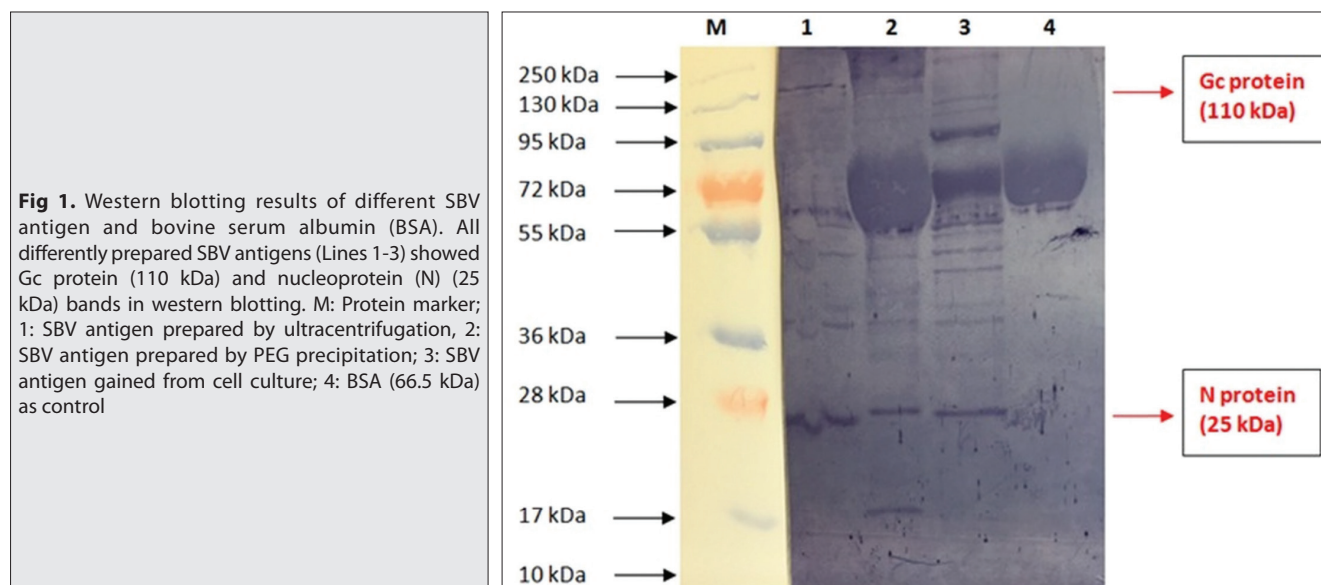 Fig 1. Western blotting results of different SBV
antigen and bovine serum albumin (BSA). All
differently prepared SBV antigens (Lines 1-3) showed
Gc protein (110 kDa) and nucleoprotein (N) (25
kDa) bands in western blotting. M: Protein marker;
1: SBV antigen prepared by ultracentrifugation, 2:
SBV antigen prepared by PEG precipitation; 3: SBV
antigen gained from cell culture; 4: BSA (66.5 kDa)
as control
M 1 2 3 4
250 kDa
130 kDa
95 kDa
72 kDa
55 kDa
36 kDa
28 kDa
17 kDa
10 kDa
Gc protein
(110 kDa)
N protein
(25 kDa)